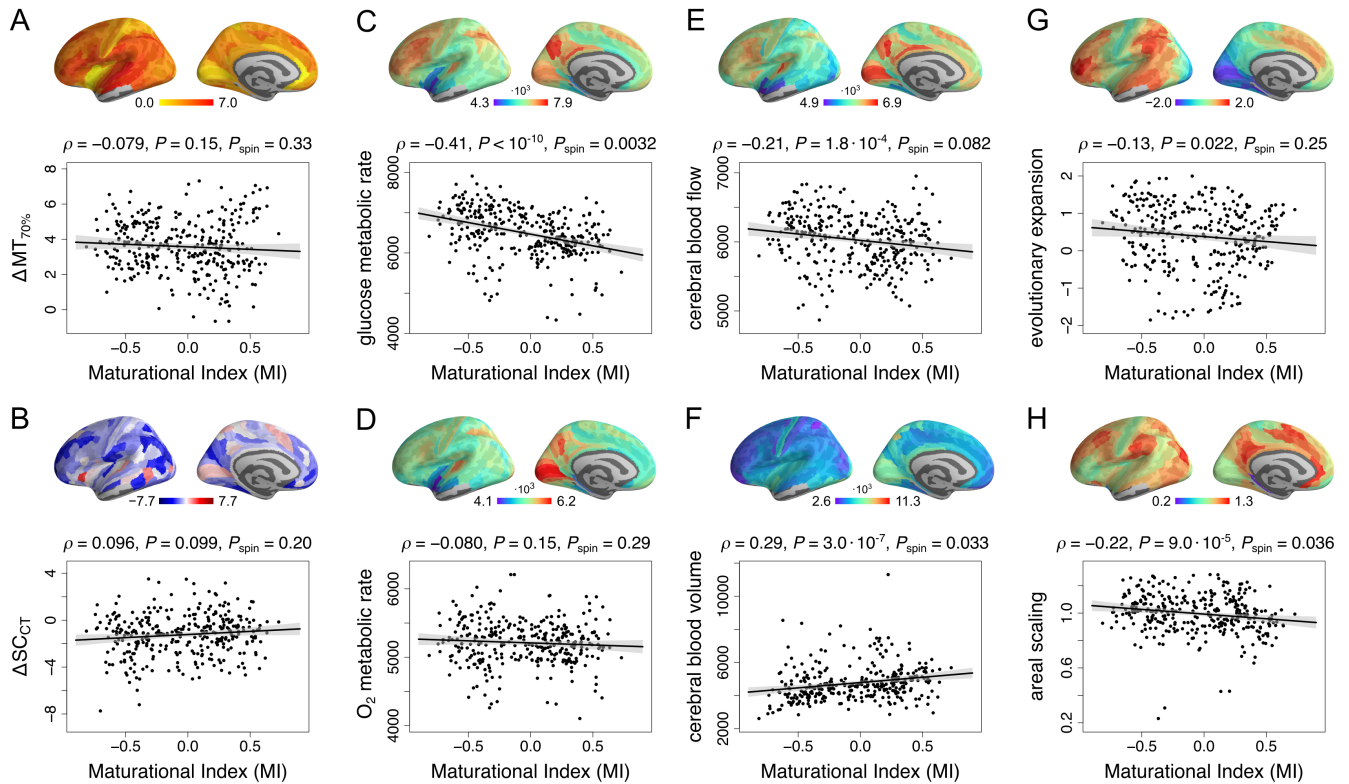 A
0.0 7.0
ρ = −0.079, P = 0.15, Pspin = 0.33
ΔMT70%
8
6
4
2
0
−0.5 0.0 0.5
Maturational Index (MI)
C
·10³
4.3 7.9
ρ = −0.41, P < 10⁻¹⁰, Pspin = 0.0032
glucose metabolic rate
8000
6000
4000
−0.5 0.0 0.5
Maturational Index (MI)
E
·10³
4.9 6.9
ρ = −0.21, P = 1.8 · 10⁻⁴, Pspin = 0.082
cerebral blood flow
7000
6000
5000
−0.5 0.0 0.5
Maturational Index (MI)
G
−2.0 2.0
ρ = −0.13, P = 0.022, Pspin = 0.25
evolutionary expansion
2
1
0
−1
−2
−0.5 0.0 0.5
Maturational Index (MI)
B
−7.7 7.7
ρ = 0.096, P = 0.099, Pspin = 0.20
ΔSCCT
4
0
−4
−8
−0.5 0.0 0.5
Maturational Index (MI)
D
·10³
4.1 6.2
ρ = −0.080, P = 0.15, Pspin = 0.29
O₂ metabolic rate
6000
5000
4000
−0.5 0.0 0.5
Maturational Index (MI)
F
·10³
2.6 11.3
ρ = 0.29, P = 3.0 · 10⁻⁷, Pspin = 0.033
cerebral blood volume
10000
6000
2000
−0.5 0.0 0.5
Maturational Index (MI)
H
0.2 1.3
ρ = −0.22, P = 9.0 · 10⁻⁵, Pspin = 0.036
areal scaling
1.0
0.6
0.2
−0.5 0.0 0.5
Maturational Index (MI)